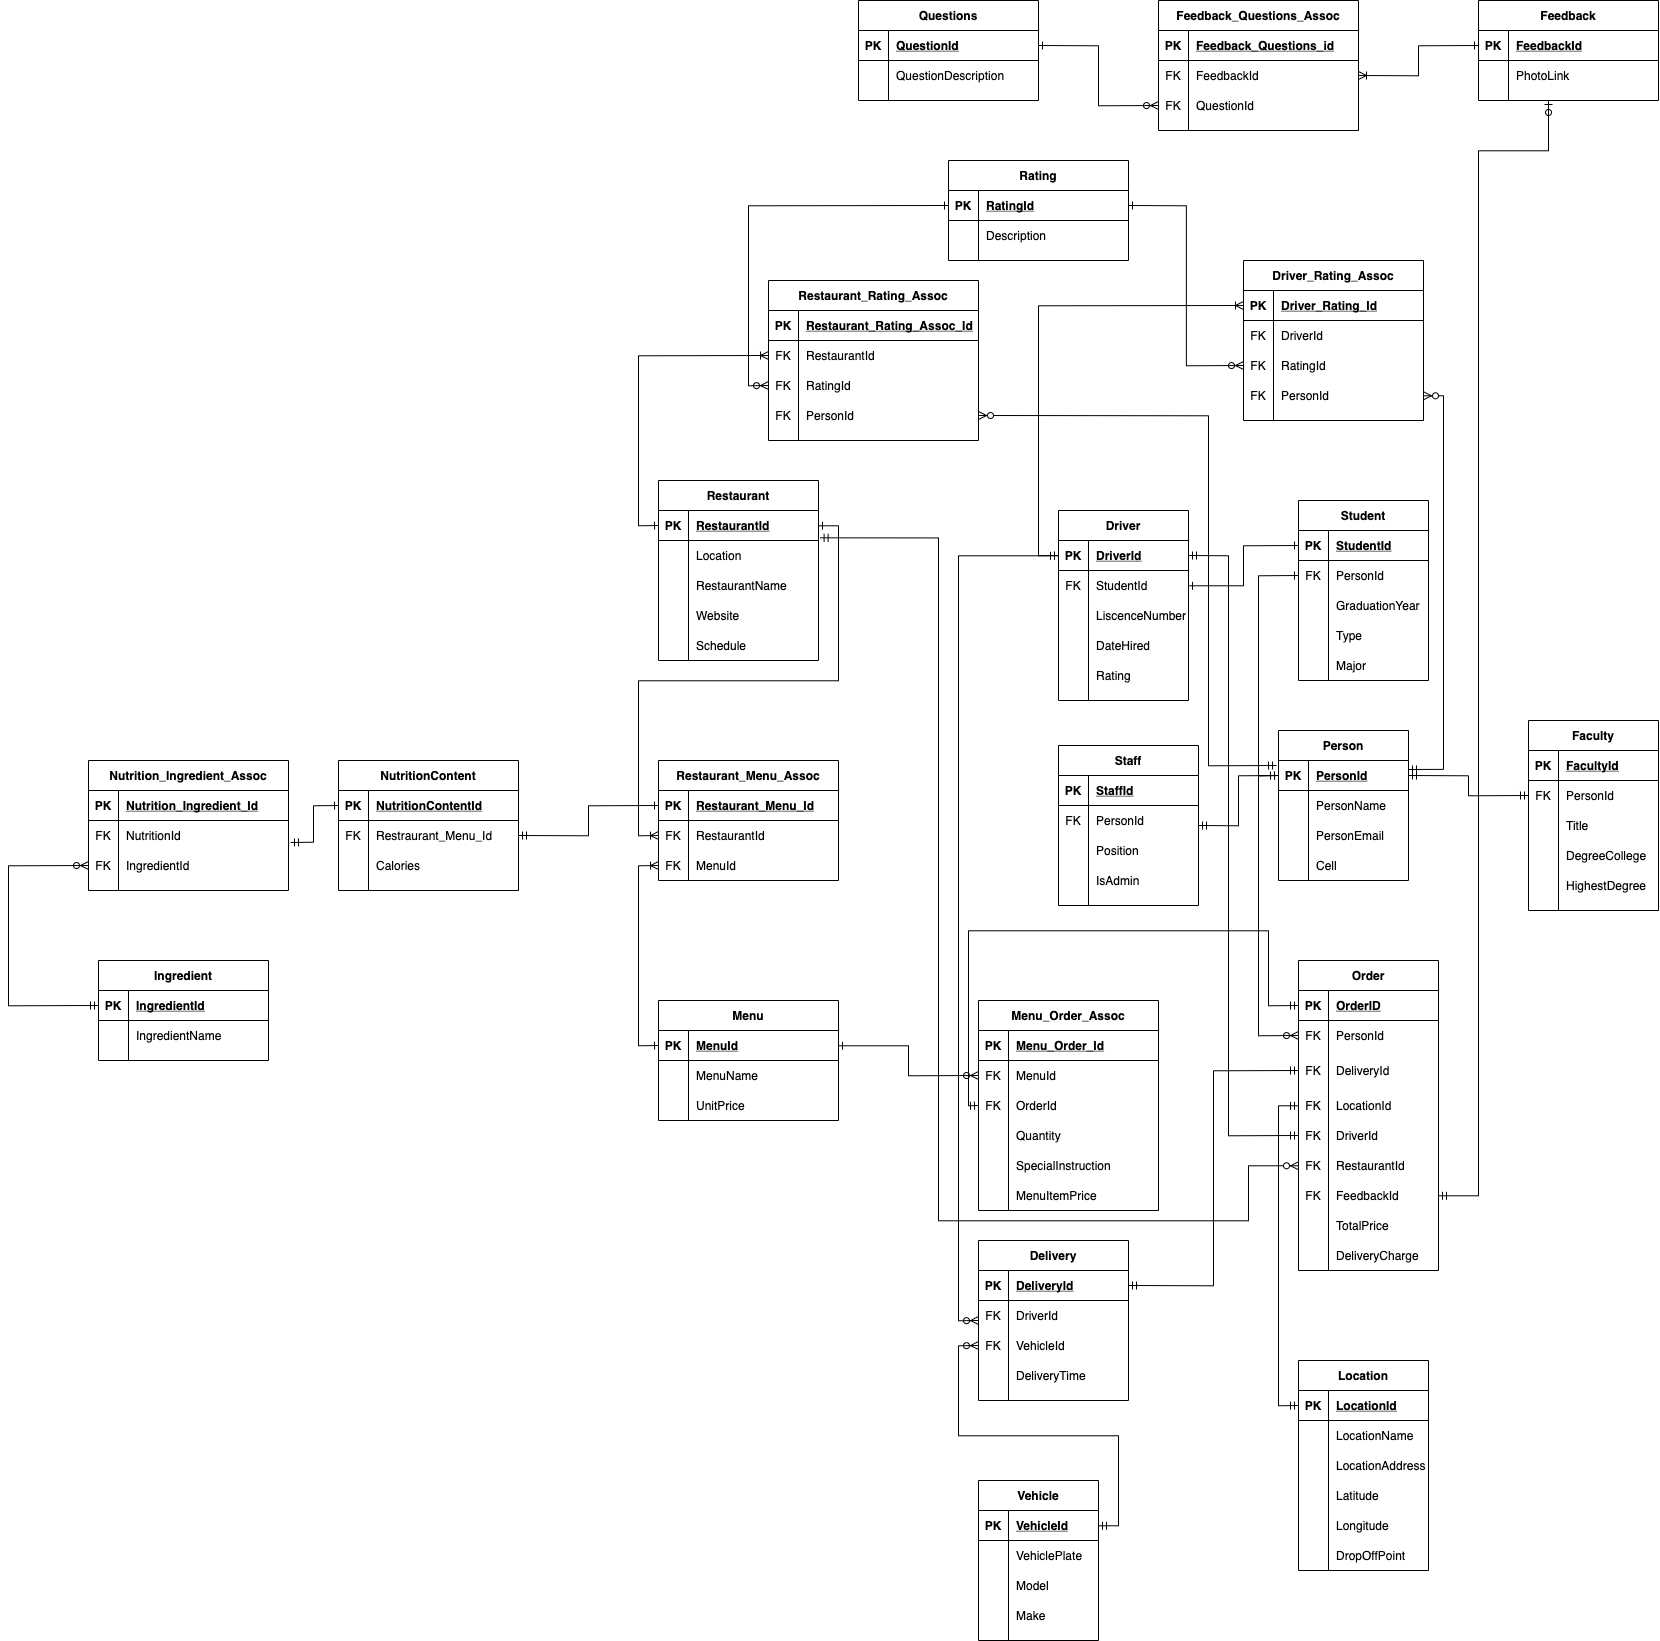 Questions
PK QuestionId
QuestionDescription
Feedback_Questions_Assoc
PK Feedback_Questions_id
FK FeedbackId
FK QuestionId
Feedback
PK FeedbackId
PhotoLink
Rating
PK RatingId
Description
Restaurant_Rating_Assoc
PK Restaurant_Rating_Assoc_Id
FK RestaurantId
FK RatingId
FK PersonId
Driver_Rating_Assoc
PK Driver_Rating_Id
FK DriverId
FK RatingId
FK PersonId
Restaurant
PK RestaurantId
Location
RestaurantName
Website
Schedule
Driver
PK DriverId
FK StudentId
LiscenceNumber
DateHired
Rating
Student
PK StudentId
FK PersonId
GraduationYear
Type
Major
Nutrition_Ingredient_Assoc
PK Nutrition_Ingredient_Id
FK NutritionId
FK IngredientId
NutritionContent
PK NutritionContentId
FK Restraurant_Menu_Id
Calories
Restaurant_Menu_Assoc
PK Restaurant_Menu_Id
FK RestaurantId
FK MenuId
Staff
PK StaffId
FK PersonId
Position
IsAdmin
Person
PK PersonId
PersonName
PersonEmail
Cell
Faculty
PK FacultyId
FK PersonId
Title
DegreeCollege
HighestDegree
Ingredient
PK IngredientId
IngredientName
Menu
PK MenuId
MenuName
UnitPrice
Menu_Order_Assoc
PK Menu_Order_Id
FK MenuId
FK OrderId
Quantity
SpecialInstruction
MenuItemPrice
Order
PK OrderID
FK PersonId
FK DeliveryId
FK LocationId
FK DriverId
FK RestaurantId
FK FeedbackId
TotalPrice
DeliveryCharge
Delivery
PK DeliveryId
FK DriverId
FK VehicleId
DeliveryTime
Location
PK LocationId
LocationName
LocationAddress
Latitude
Longitude
DropOffPoint
Vehicle
PK VehicleId
VehiclePlate
Model
Make